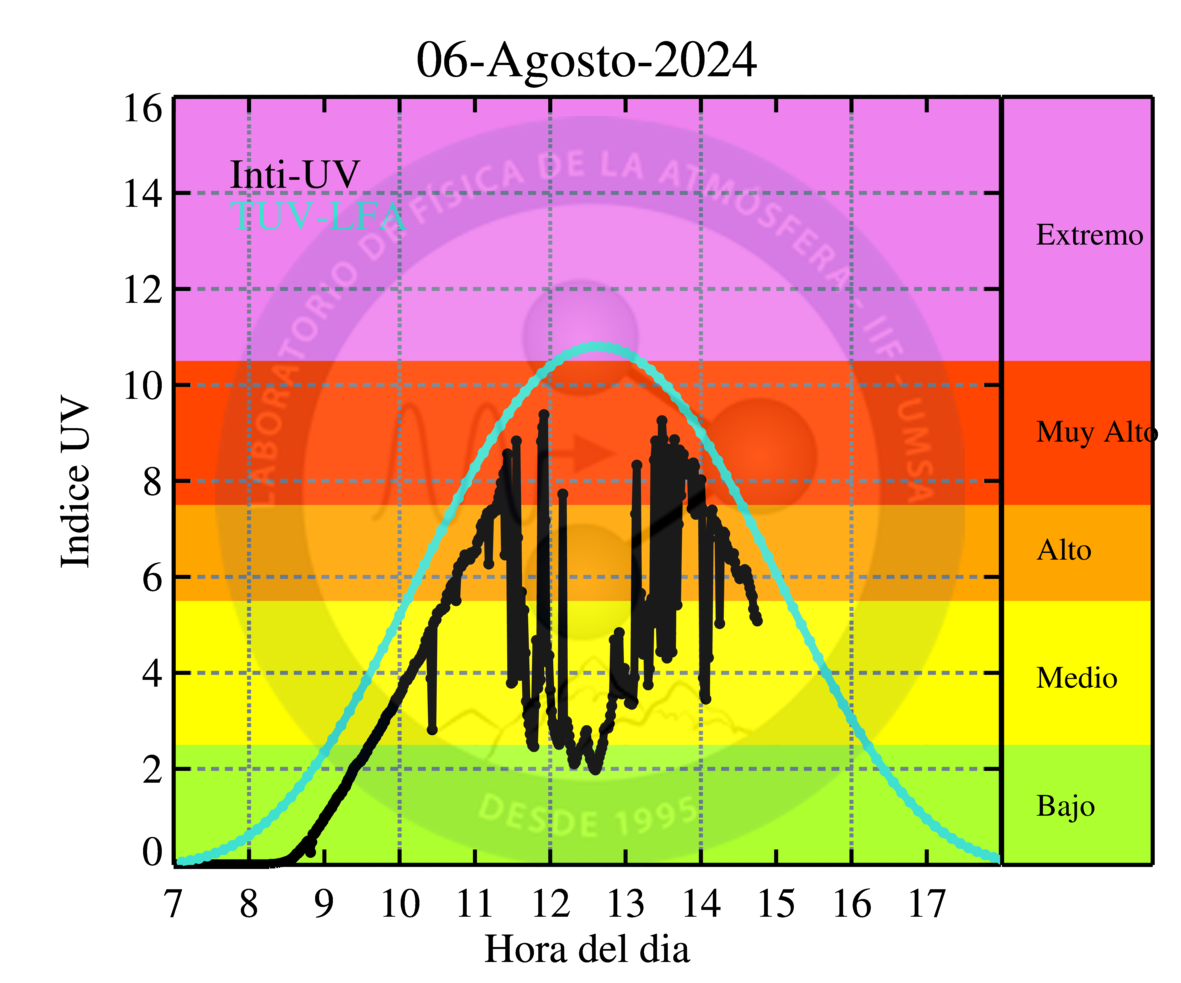 06-Agosto-2024
16
14
12
10
8
6
4
2
0
Indice UV
Inti-UV
TUV-LFA
LABORATORIO DE FÍSICA DE LA ATMÓSFERA - IIF - UMSA
DESDE 1995
Extremo
Muy Alto
Alto
Medio
Bajo
7 8 9 10 11 12 13 14 15 16 17
Hora del dia